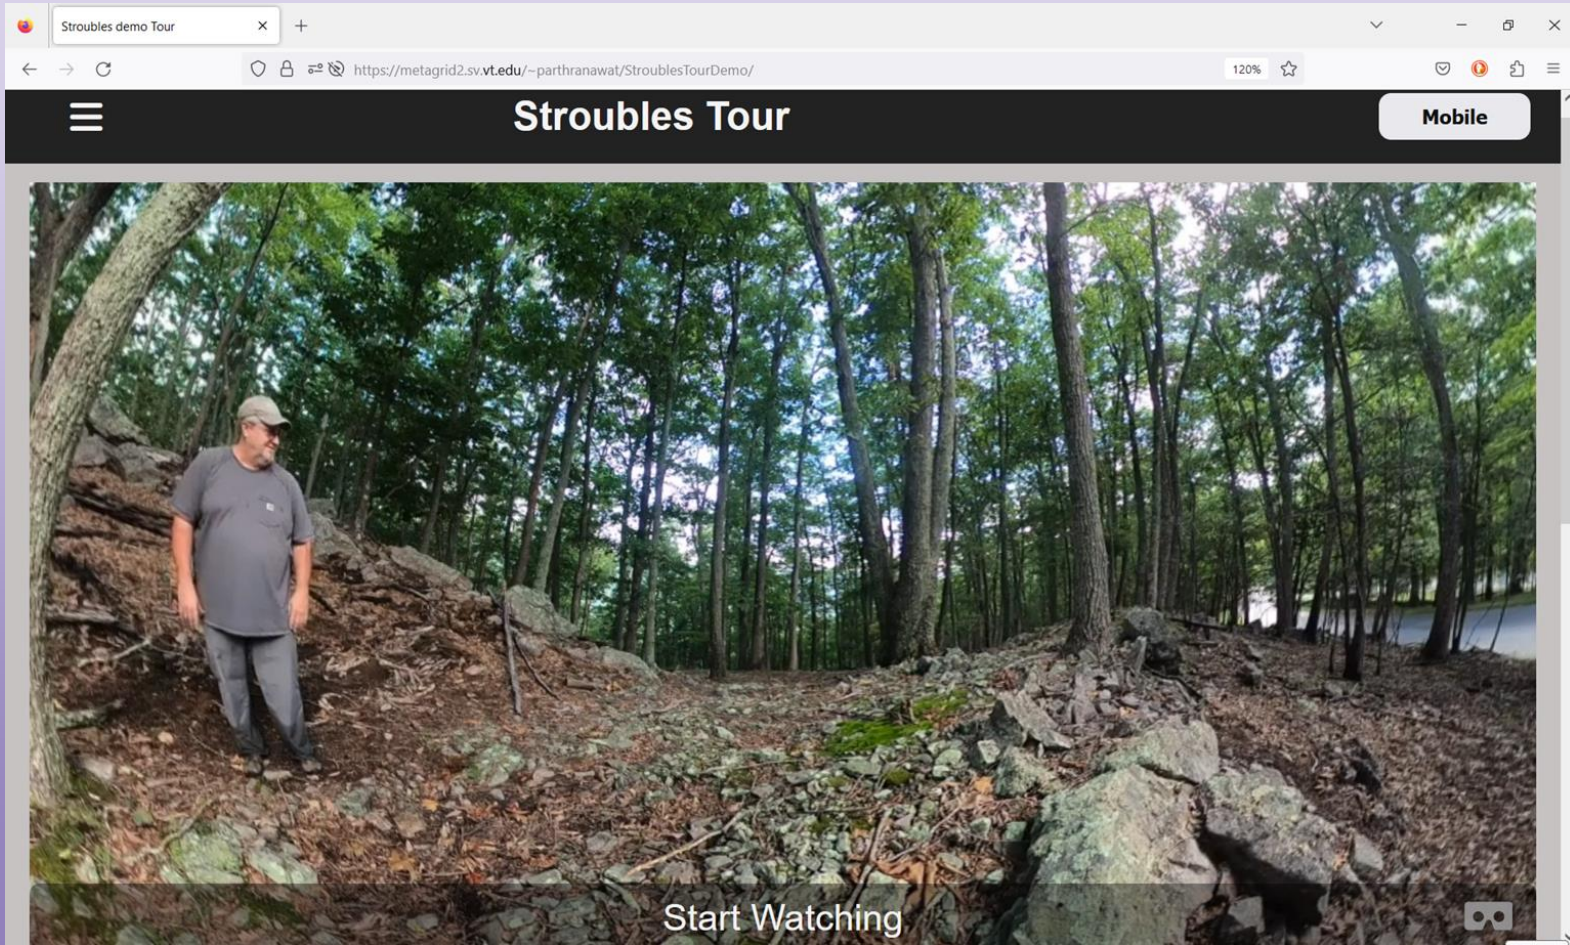 Stroubles demo Tour
https://metagrid2.sv.vt.edu/~parthranawat/StroublesTourDemo/
120%
Stroubles Tour
Mobile
Start Watching